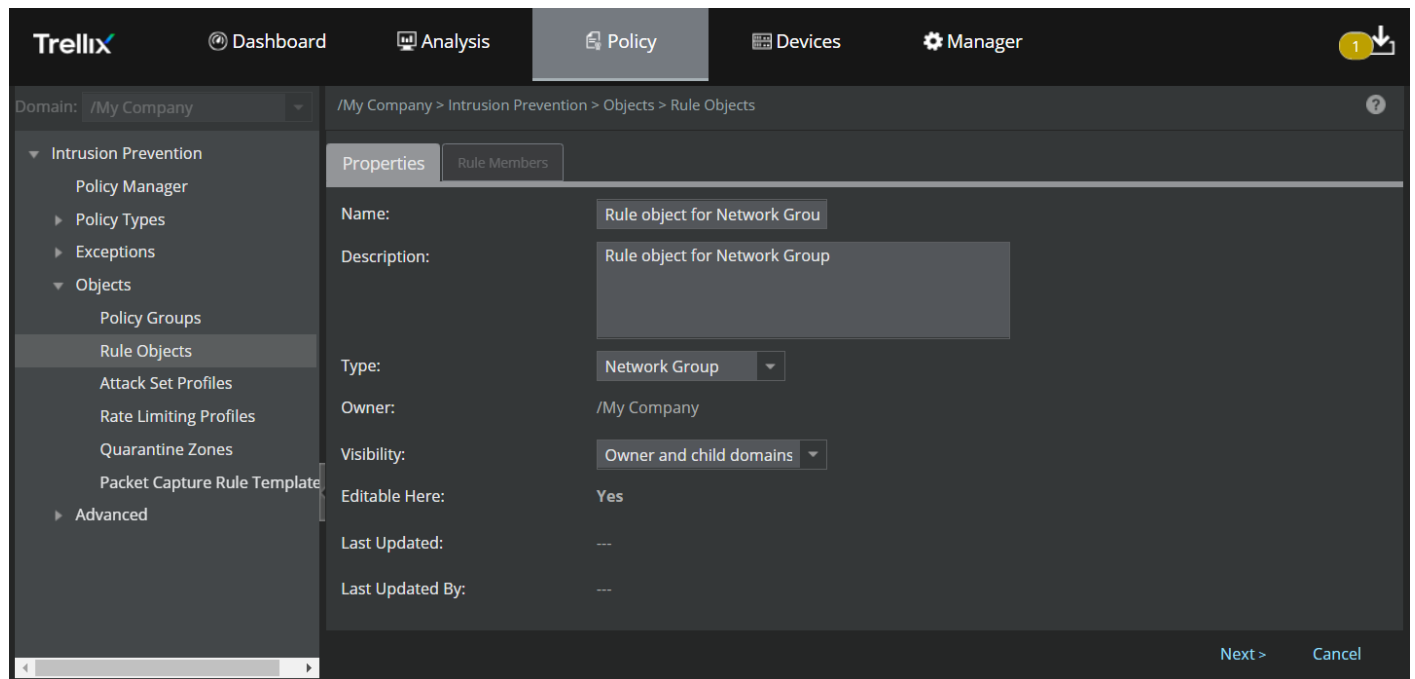 Trellix
Dashboard
Analysis
Policy
Devices
Manager
1
Domain: /My Company
/My Company > Intrusion Prevention > Objects > Rule Objects
?
Intrusion Prevention
Policy Manager
Policy Types
Exceptions
Objects
Policy Groups
Rule Objects
Attack Set Profiles
Rate Limiting Profiles
Quarantine Zones
Packet Capture Rule Template
Advanced
Properties
Rule Members
Name: Rule object for Network Grou
Description: Rule object for Network Group
Type: Network Group
Owner: /My Company
Visibility: Owner and child domains
Editable Here: Yes
Last Updated: ---
Last Updated By: ---
Next >
Cancel